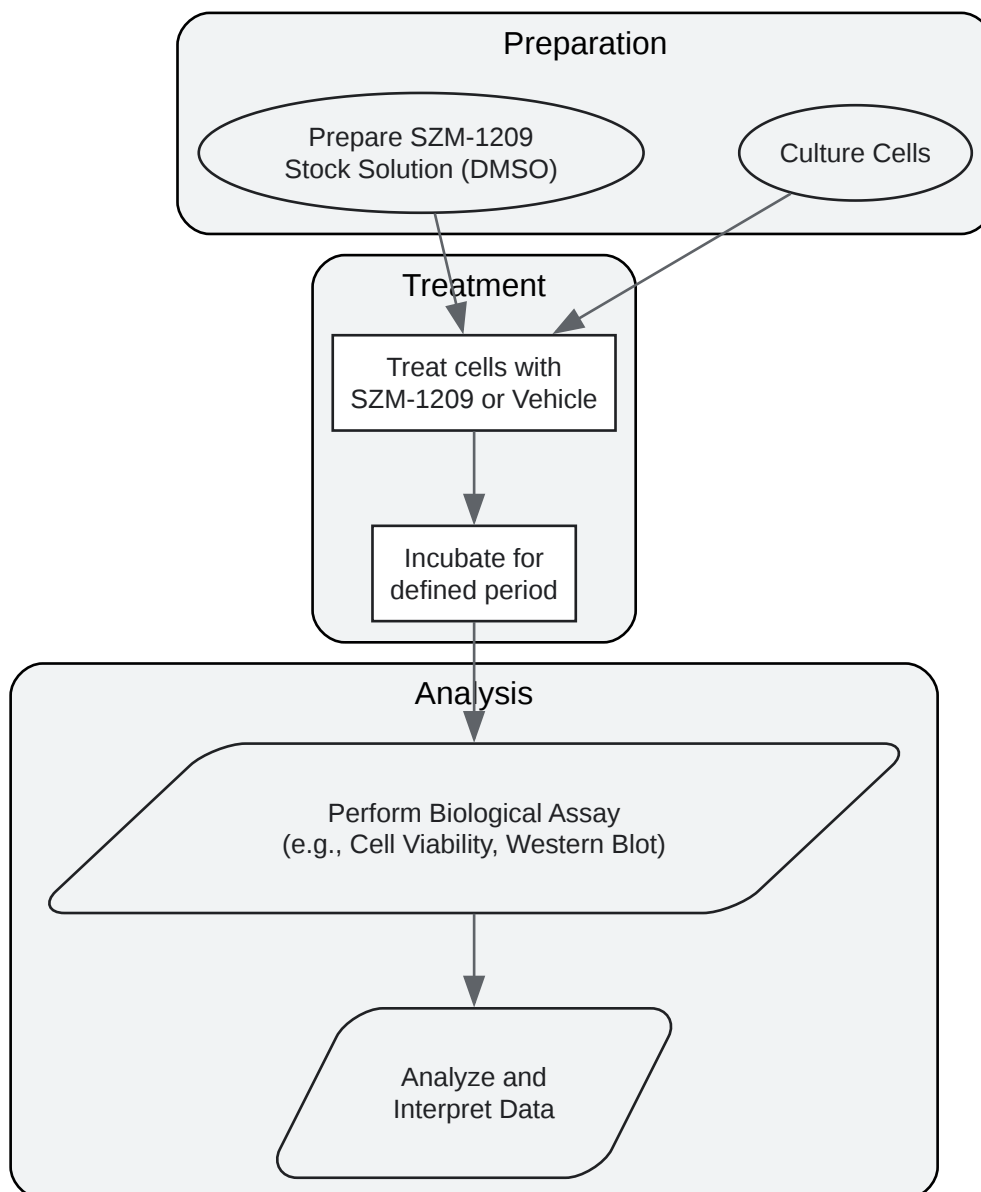 Preparation
Prepare SZM-1209
Stock Solution (DMSO)
Culture Cells
Treatment
Treat cells with
SZM-1209 or Vehicle
Incubate for
defined period
Analysis
Perform Biological Assay
(e.g., Cell Viability, Western Blot)
Analyze and
Interpret Data